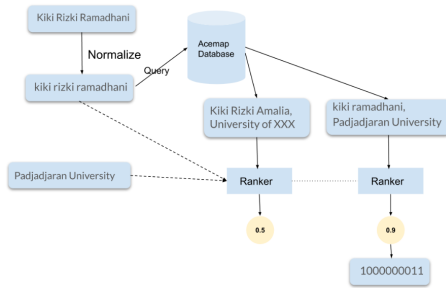 Kiki Rizki Ramadhani
Normalize
Acemap
Database
kiki rizki ramadhani
Query
Kiki Rizki Amalia,
University of XXX
kiki ramadhani,
Padjadjaran University
Padjadjaran University
Ranker
Ranker
0.5
0.9
1000000011